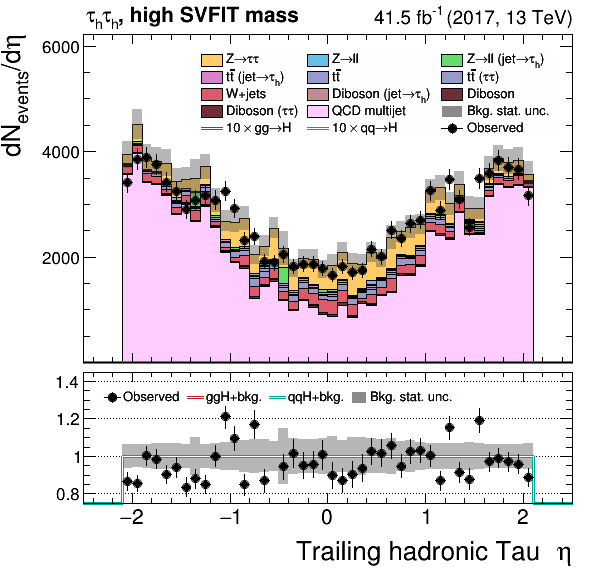 τhτh, high SVFIT mass 41.5 fb⁻¹ (2017, 13 TeV)
dNevents/dη
6000
4000
2000
Z→ττ Z→ll Z→ll (jet→τh)
tt̄ (jet→τh) tt̄ tt̄ (ττ)
W+jets Diboson (jet→τh) Diboson
Diboson (ττ) QCD multijet Bkg. stat. unc.
10 × gg→H 10 × qq→H Observed
1.4
1.2
1
0.8
Observed ggH+bkg. qqH+bkg. Bkg. stat. unc.
−2 −1 0 1 2
Trailing hadronic Tau η